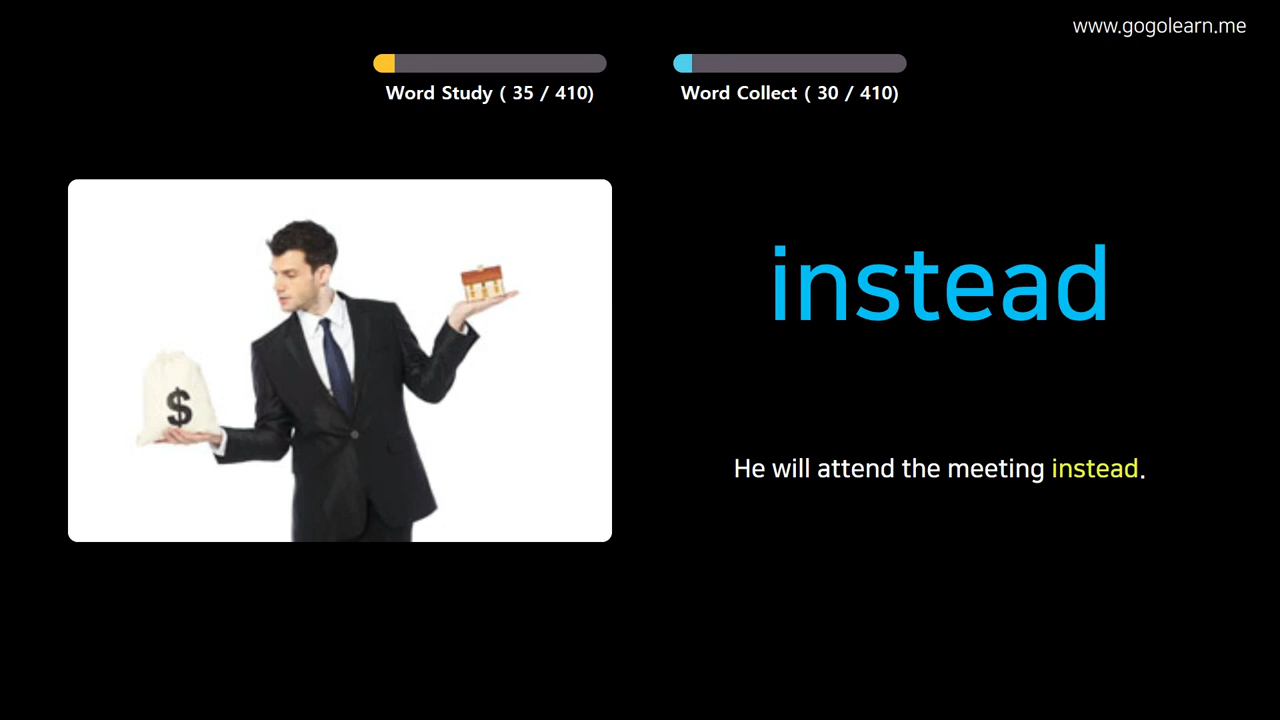 www.gogolearn.me
Word Study ( 35 / 410)
Word Collect ( 30 / 410)
$
instead
He will attend the meeting instead.